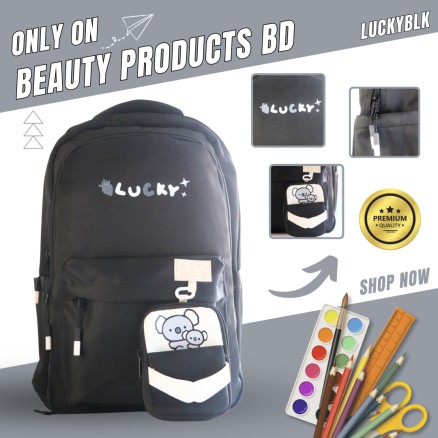 ONLY ON
BEAUTY PRODUCTS BD
LUCKYBLK
LUCKY
LUCKY
PREMIUM
QUALITY
SHOP NOW